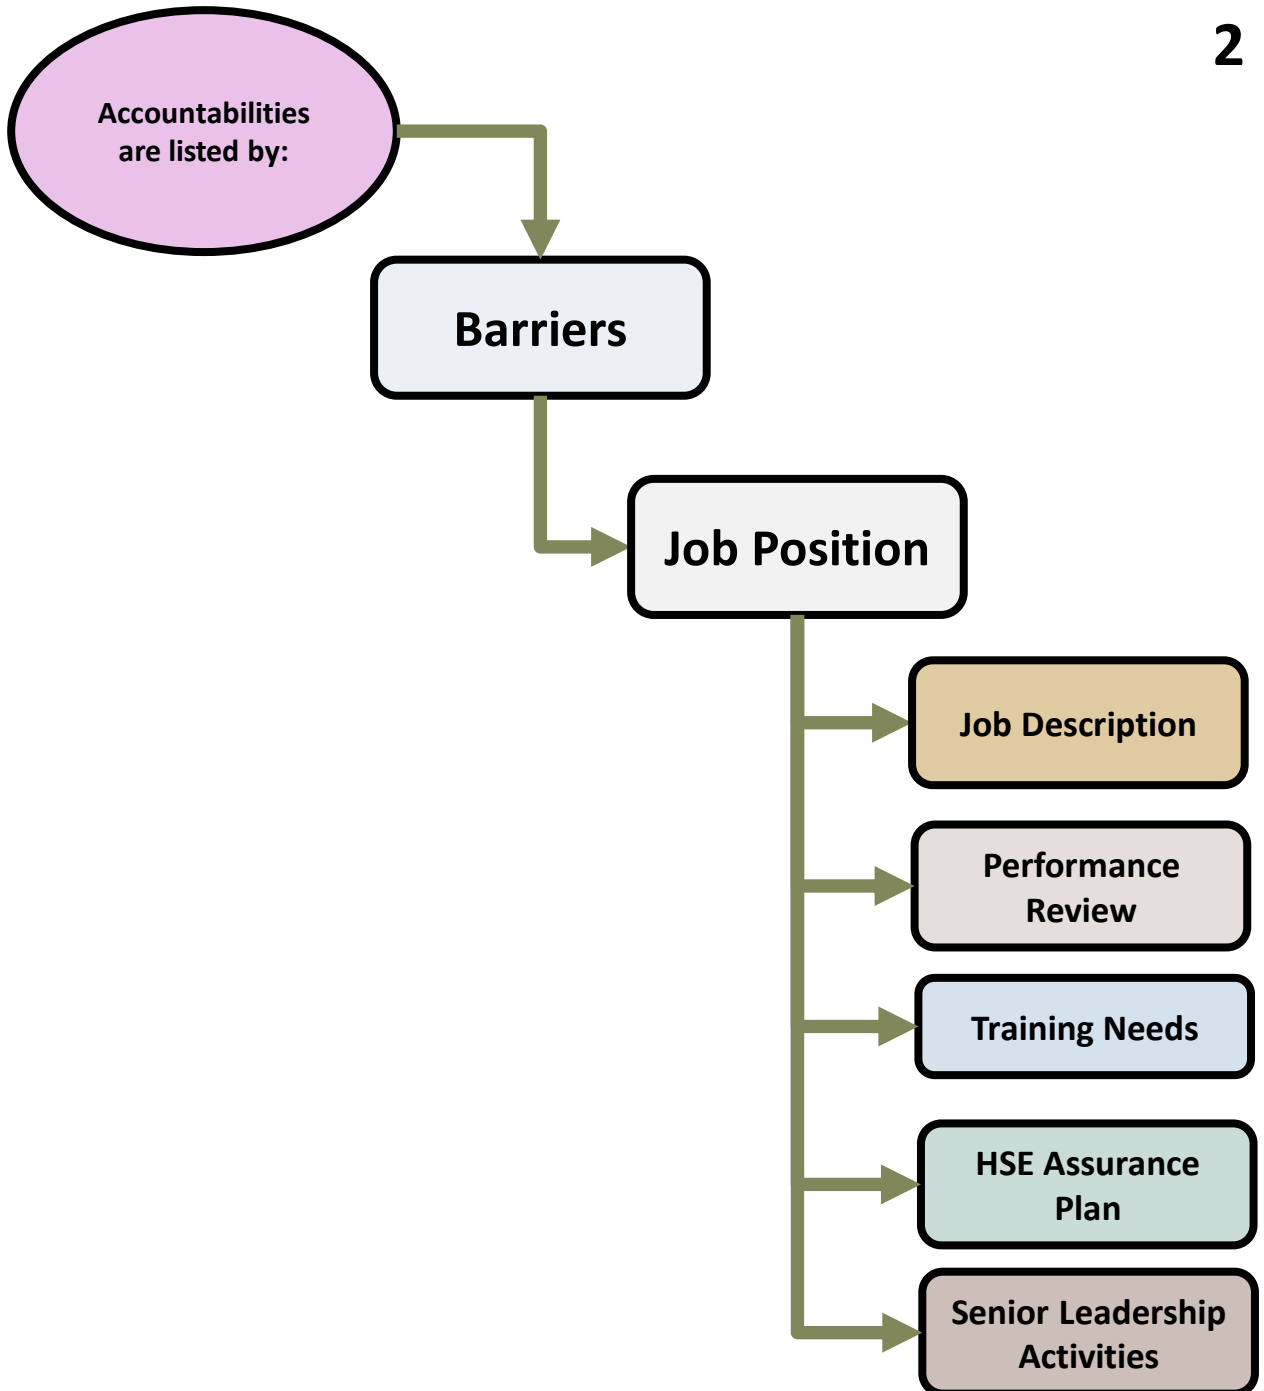 2
Accountabilities
are listed by:
Barriers
Job Position
Job Description
Performance
Review
Training Needs
HSE Assurance
Plan
Senior Leadership
Activities